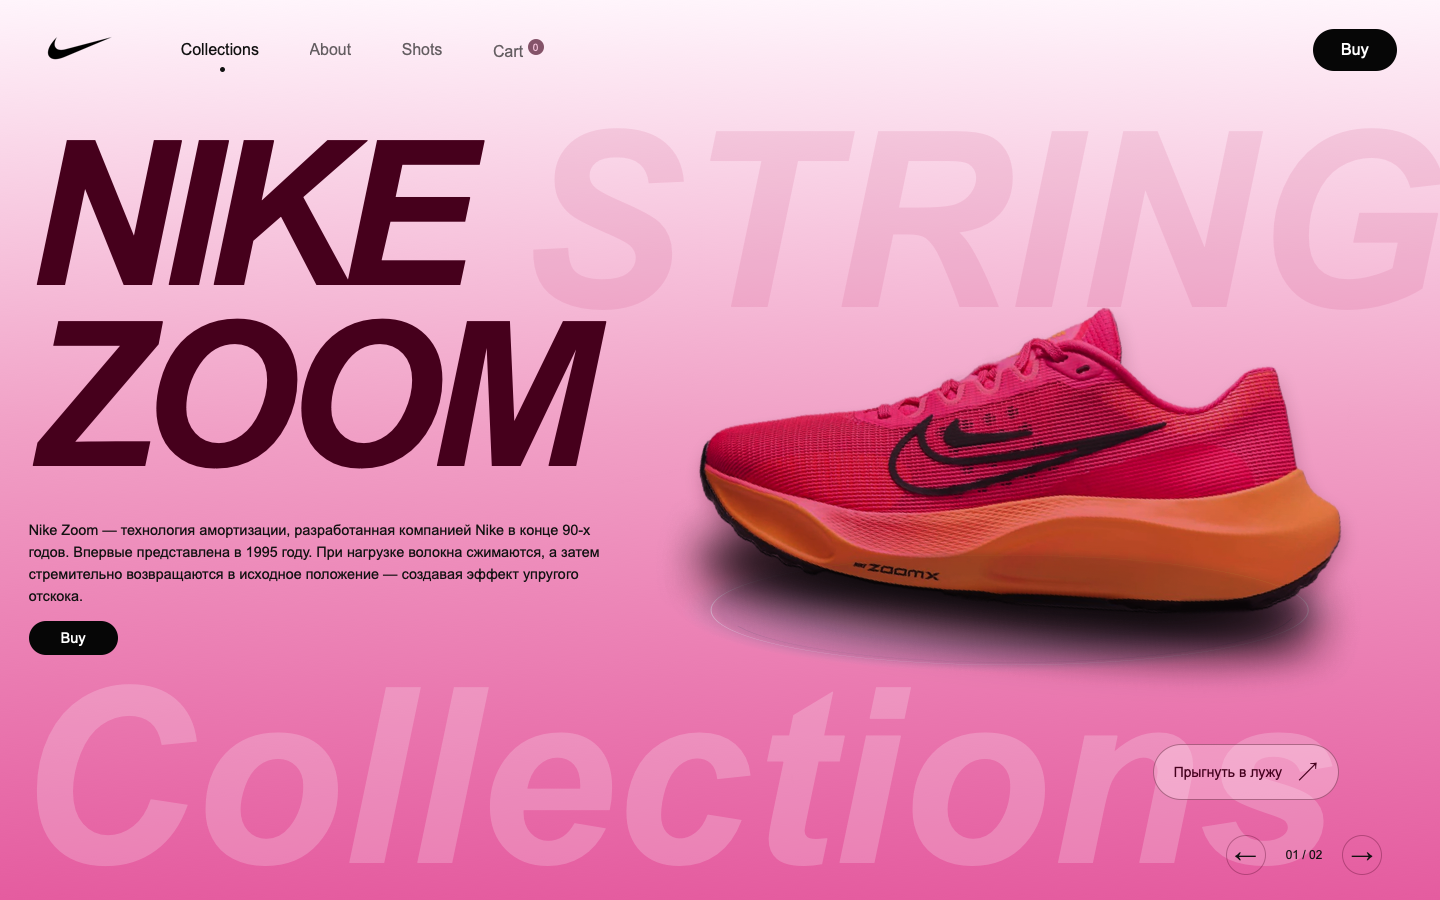 Collections About Shots Cart 0 Buy
NIKE STRING
ZOOM
Nike Zoom — технология амортизации, разработанная компанией Nike в конце 90-х
годов. Впервые представлена в 1995 году. При нагрузке волокна сжимаются, а затем
стремительно возвращаются в исходное положение — создавая эффект упругого
отскока.
NIKE ZOOMX
Buy
Collections
Прыгнуть в лужу
01 / 02